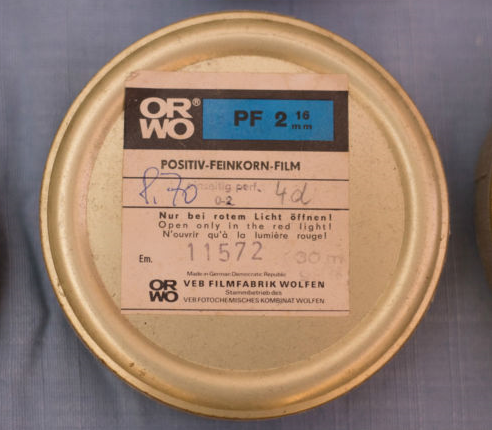 ORWO® PF 2 16 mm
POSITIV-FEINKORN-FILM
8.70 perf. 4d
0-2
Nur bei rotem Licht öffnen!
Open only in the red light!
N'ouvrir qu'à la lumière rouge!
Em. 11572 30 m
Made in German Democratic Republic
ORWO VEB FILMFABRIK WOLFEN
Stammbetrieb des
VEB FOTOCHEMISCHES KOMBINAT WOLFEN